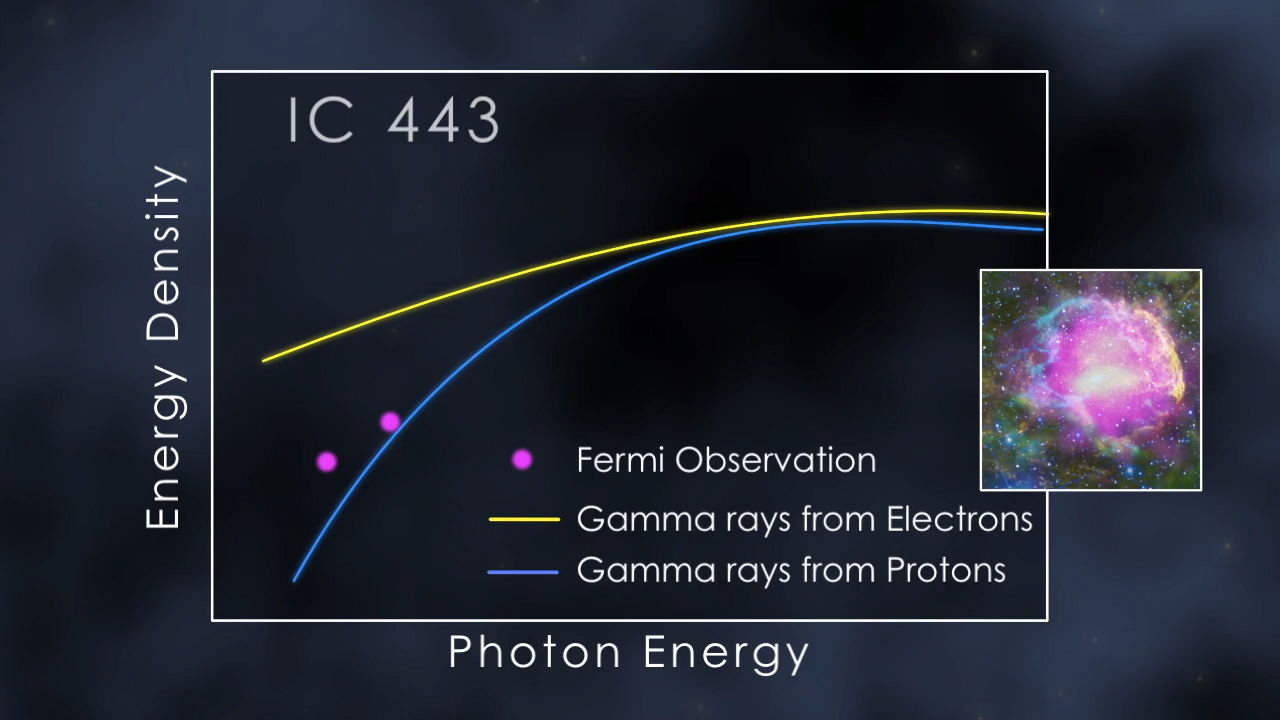 IC 443
Energy Density
Fermi Observation
Gamma rays from Electrons
Gamma rays from Protons
Photon Energy